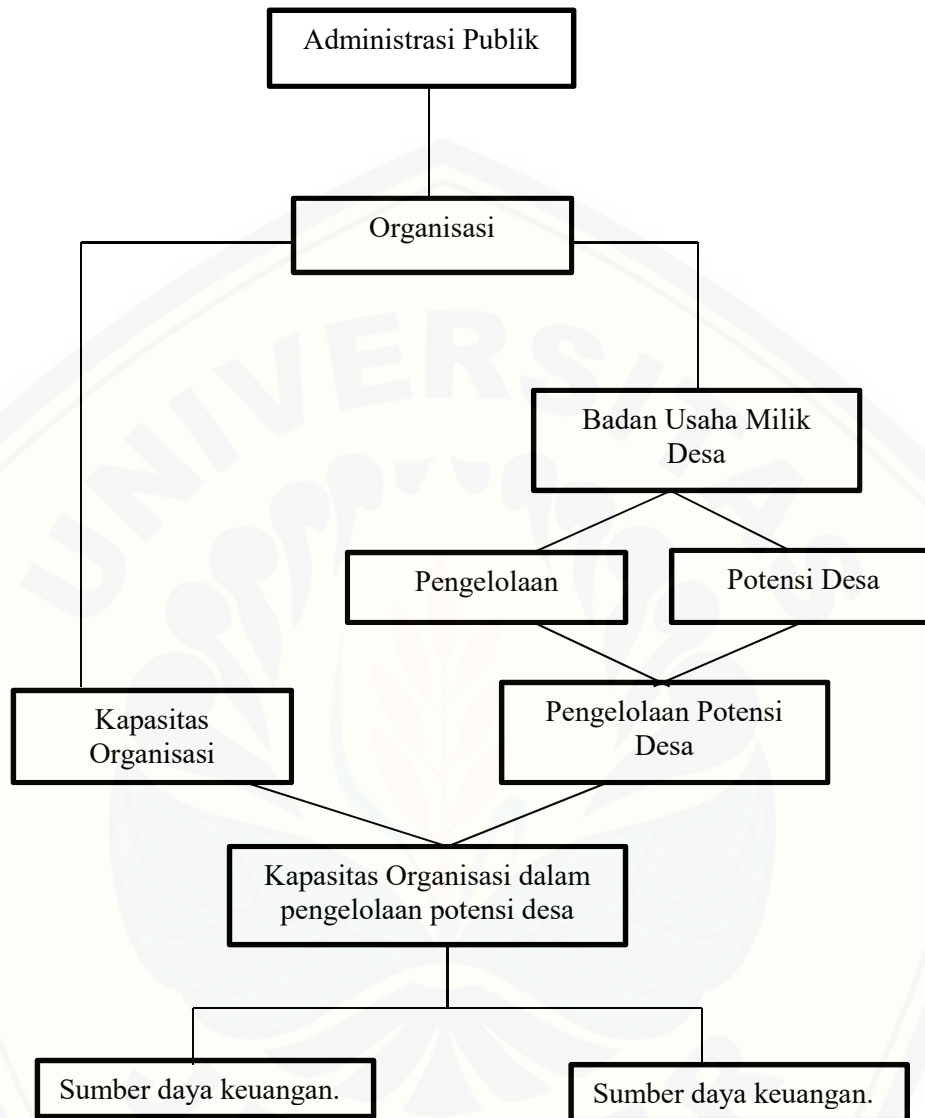 Administrasi Publik
Organisasi
Badan Usaha Milik
Desa
Pengelolaan
Potensi Desa
Kapasitas
Organisasi
Pengelolaan Potensi
Desa
Kapasitas Organisasi dalam
pengelolaan potensi desa
Sumber daya keuangan.
Sumber daya keuangan.
UNIVERSITAS